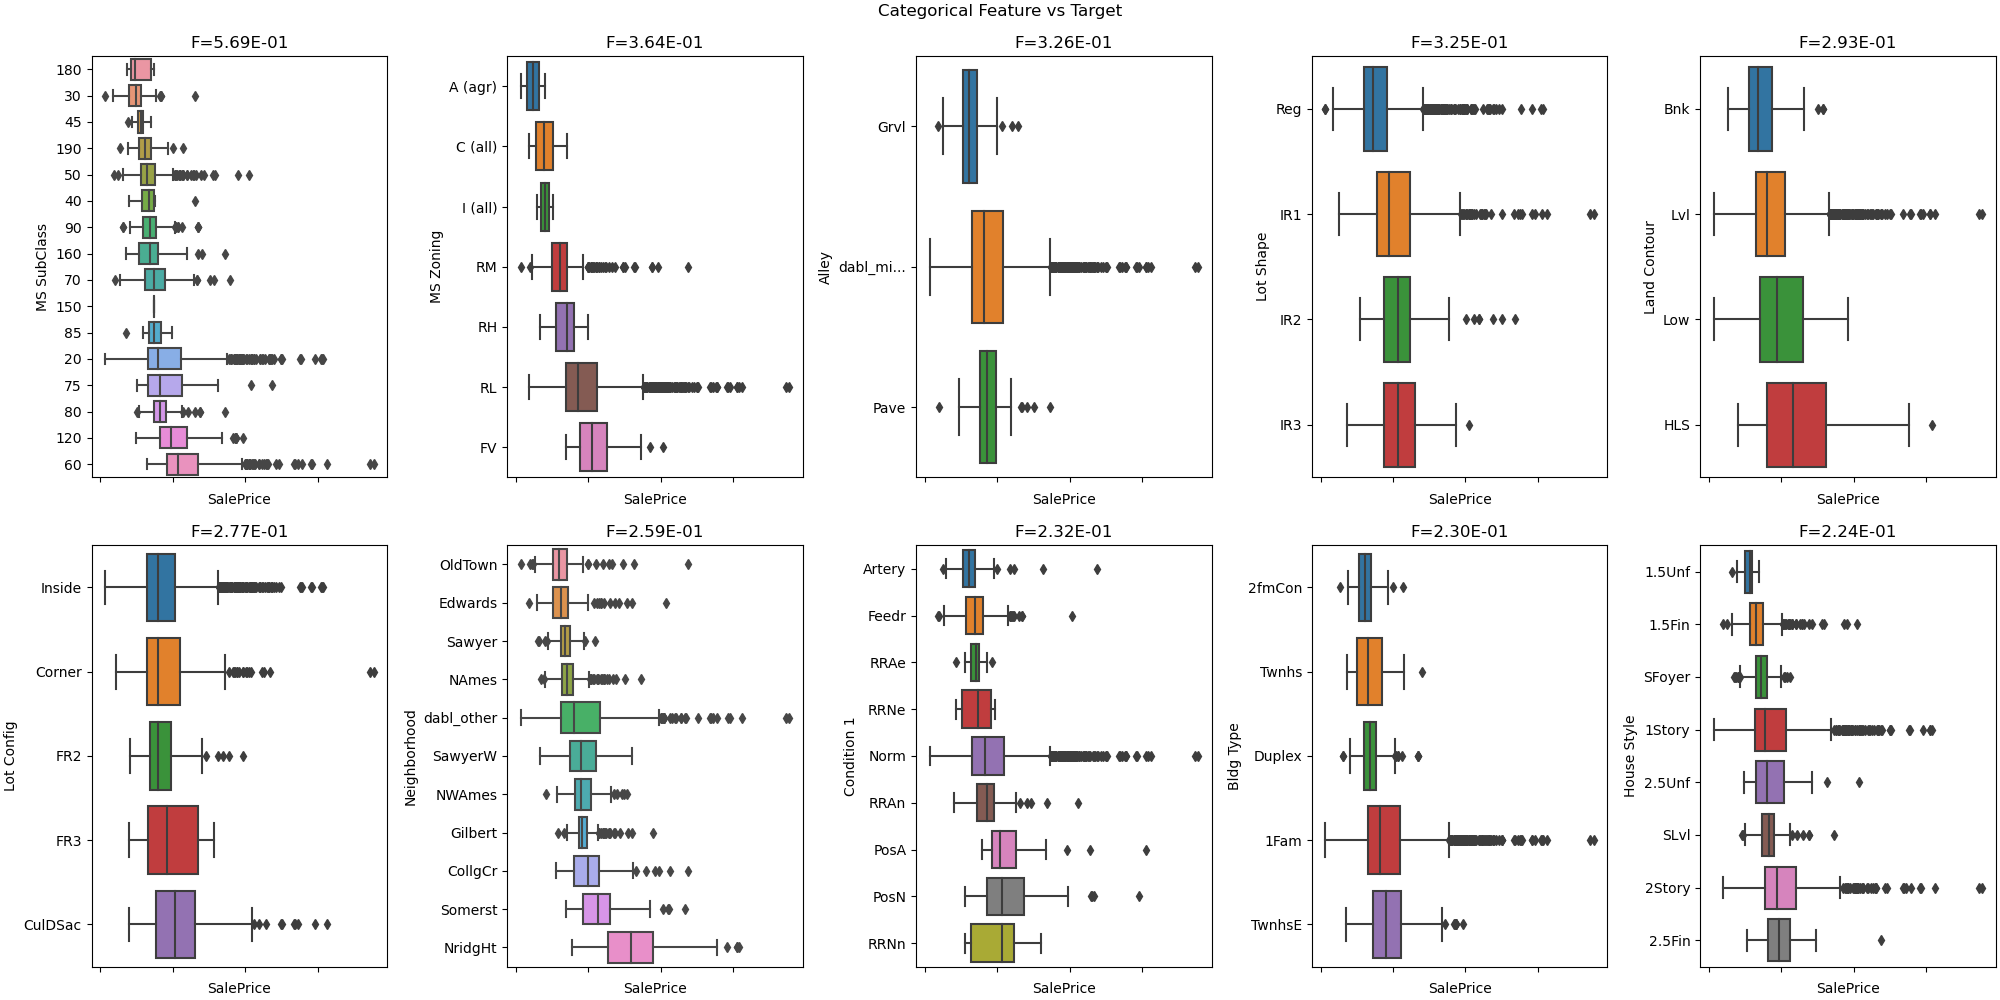 Categorical Feature vs Target
F=5.69E-01
MS SubClass
180
30
45
190
50
40
90
160
70
150
85
20
75
80
120
60
SalePrice
F=3.64E-01
MS Zoning
A (agr)
C (all)
I (all)
RM
RH
RL
FV
SalePrice
F=3.26E-01
Alley
Grvl
dabl_mi...
Pave
SalePrice
F=3.25E-01
Lot Shape
Reg
IR1
IR2
IR3
SalePrice
F=2.93E-01
Land Contour
Bnk
Lvl
Low
HLS
SalePrice
F=2.77E-01
Lot Config
Inside
Corner
FR2
FR3
CulDSac
SalePrice
F=2.59E-01
Neighborhood
OldTown
Edwards
Sawyer
NAmes
dabl_other
SawyerW
NWAmes
Gilbert
CollgCr
Somerst
NridgHt
SalePrice
F=2.32E-01
Condition 1
Artery
Feedr
RRAe
RRNe
Norm
RRAn
PosA
PosN
RRNn
SalePrice
F=2.30E-01
Bldg Type
2fmCon
Twnhs
Duplex
1Fam
TwnhsE
SalePrice
F=2.24E-01
House Style
1.5Unf
1.5Fin
SFoyer
1Story
2.5Unf
SLvl
2Story
2.5Fin
SalePrice